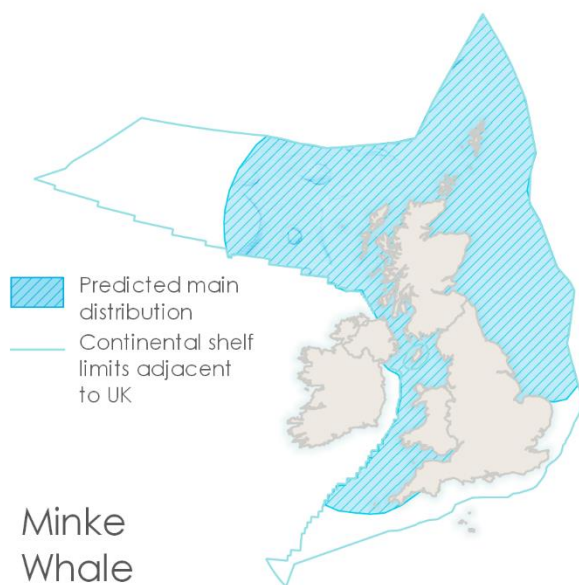 Predicted main
distribution
Continental shelf
limits adjacent
to UK
Minke
Whale